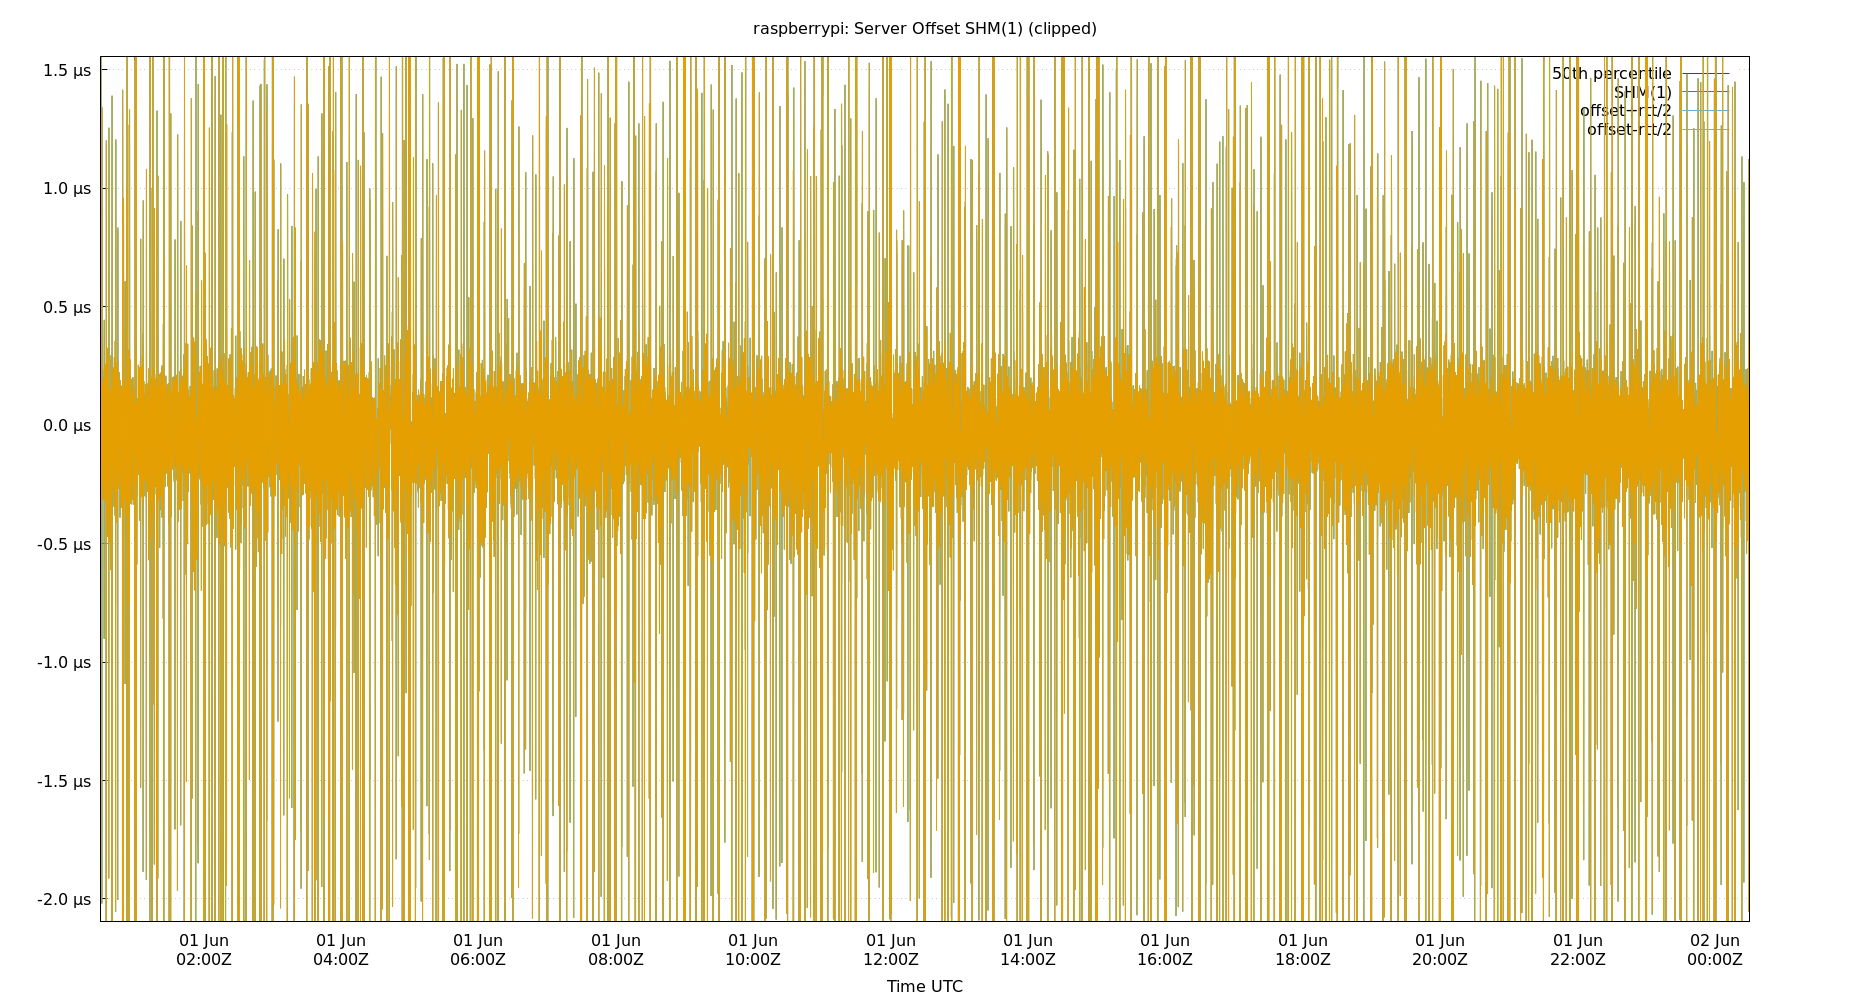 raspberrypi: Server Offset SHM(1) (clipped)
1.5 µs
1.0 µs
0.5 µs
0.0 µs
-0.5 µs
-1.0 µs
-1.5 µs
-2.0 µs
50th percentile
SHM(1)
offset--rtt/2
offset-rtt/2
01 Jun 01 Jun 01 Jun 01 Jun 01 Jun 01 Jun 01 Jun 01 Jun 01 Jun 01 Jun 01 Jun 02 Jun
02:00Z 04:00Z 06:00Z 08:00Z 10:00Z 12:00Z 14:00Z 16:00Z 18:00Z 20:00Z 22:00Z 00:00Z
Time UTC